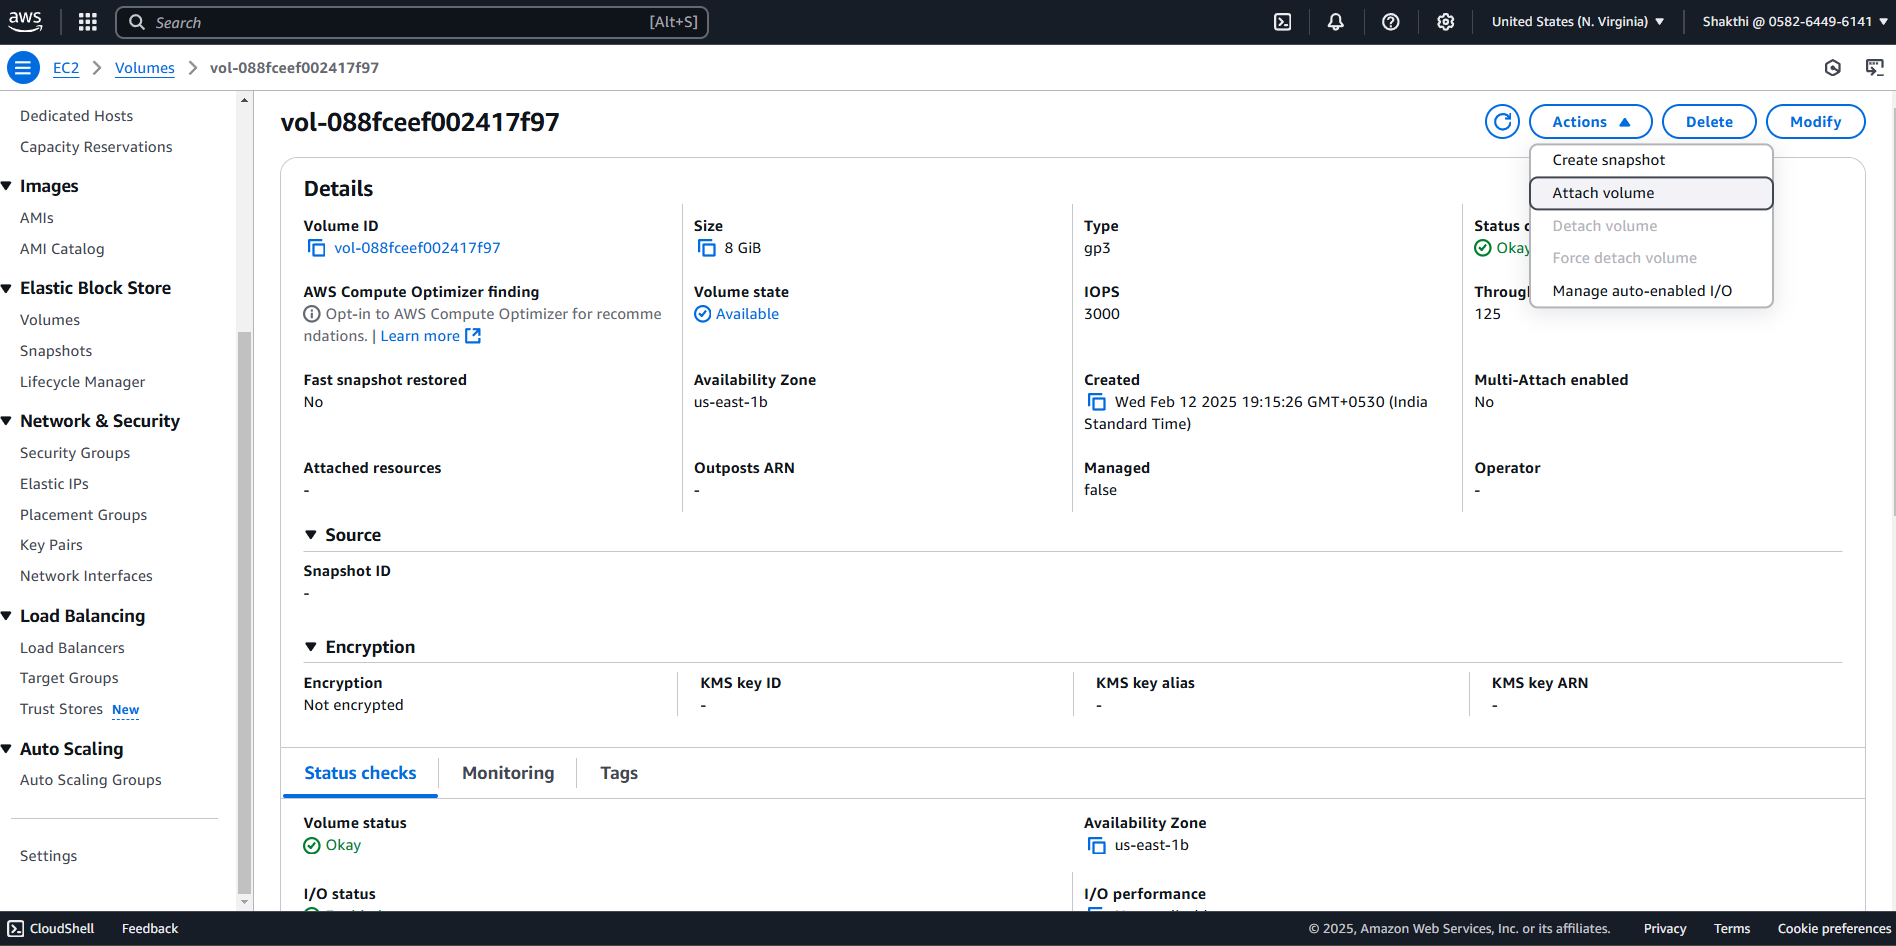 aws
Search [Alt+S]
United States (N. Virginia)
Shakthi @ 0582-6449-6141
EC2 Volumes vol-088fceef002417f97
Dedicated Hosts
Capacity Reservations
Images
AMIs
AMI Catalog
Elastic Block Store
Volumes
Snapshots
Lifecycle Manager
Network & Security
Security Groups
Elastic IPs
Placement Groups
Key Pairs
Network Interfaces
Load Balancing
Load Balancers
Target Groups
Trust Stores New
Auto Scaling
Auto Scaling Groups
Settings
vol-088fceef002417f97
Actions
Delete
Modify
Create snapshot
Attach volume
Detach volume
Force detach volume
Manage auto-enabled I/O
Details
Volume ID
vol-088fceef002417f97
Size
8 GiB
Type
gp3
Status
Okay
AWS Compute Optimizer finding
Opt-in to AWS Compute Optimizer for recomme
ndations. | Learn more
Volume state
Available
IOPS
3000
Throug
125
Fast snapshot restored
No
Availability Zone
us-east-1b
Created
Wed Feb 12 2025 19:15:26 GMT+0530 (India
Standard Time)
Multi-Attach enabled
No
Attached resources
-
Outposts ARN
-
Managed
false
Operator
-
Source
Snapshot ID
-
Encryption
Encryption
Not encrypted
KMS key ID
-
KMS key alias
-
KMS key ARN
-
Status checks
Monitoring
Tags
Volume status
Okay
Availability Zone
us-east-1b
I/O status
I/O performance
CloudShell
Feedback
© 2025, Amazon Web Services, Inc. or its affiliates.
Privacy
Terms
Cookie preferences